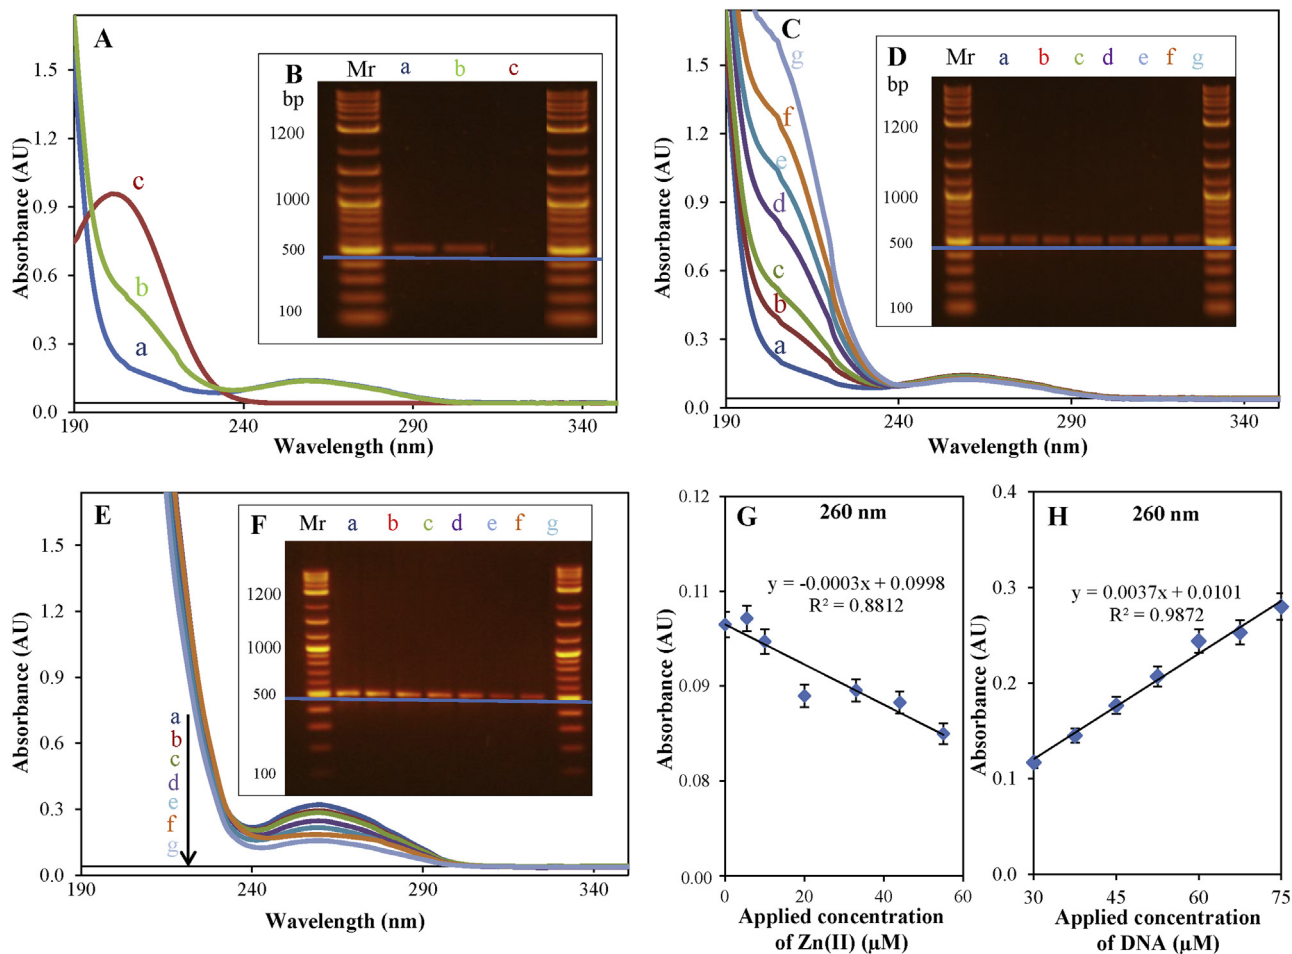 A
B
Mr a b c
bp
1200
1000
500
100
c
b
a
1.5
1.2
0.9
0.6
0.3
0.0
190 240 290 340
Absorbance (AU)
Wavelength (nm)
C
D
Mr a b c d e f g
bp
1200
1000
500
100
g
f
e
d
c
b
a
1.5
1.2
0.9
0.6
0.3
0.0
190 240 290 340
Absorbance (AU)
Wavelength (nm)
E
F
Mr a b c d e f g
1200
1000
500
100
a
b
c
d
e
f
g
1.5
1.2
0.9
0.6
0.3
0.0
190 240 290 340
Absorbance (AU)
Wavelength (nm)
G
260 nm
y = -0.0003x + 0.0998
R² = 0.8812
0.12
0.11
0.09
0.08
0.00
0 20 40 60
Absorbance (AU)
Applied concentration
of Zn(II) (µM)
H
260 nm
y = 0.0037x + 0.0101
R² = 0.9872
0.4
0.3
0.2
0.1
0.0
30 45 60 75
Absorbance (AU)
Applied concentration
of DNA (µM)